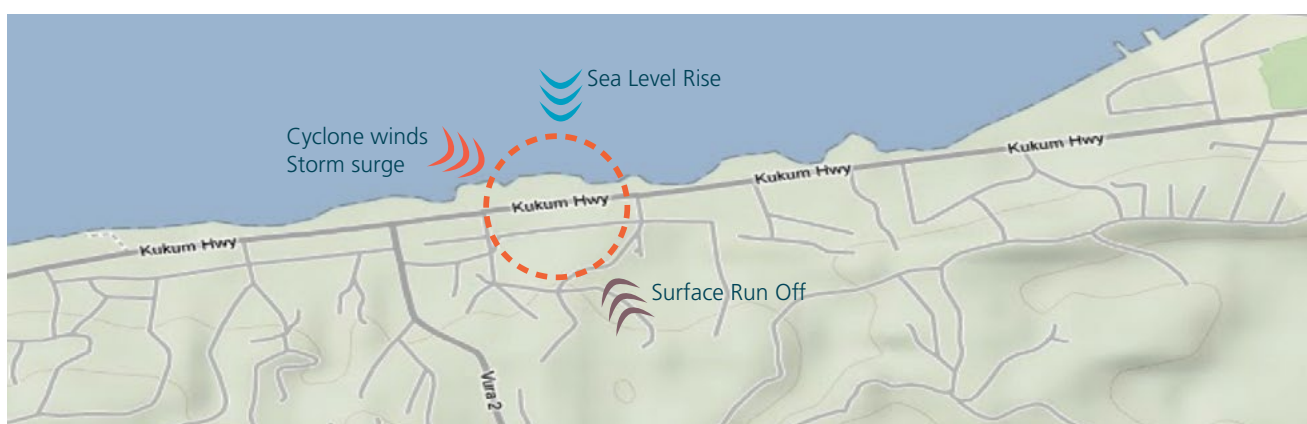 Sea Level Rise
Cyclone winds
Storm surge
Kukum Hwy
Kukum Hwy
Kukum Hwy
Kukum Hwy
Surface Run Off
Vura 2